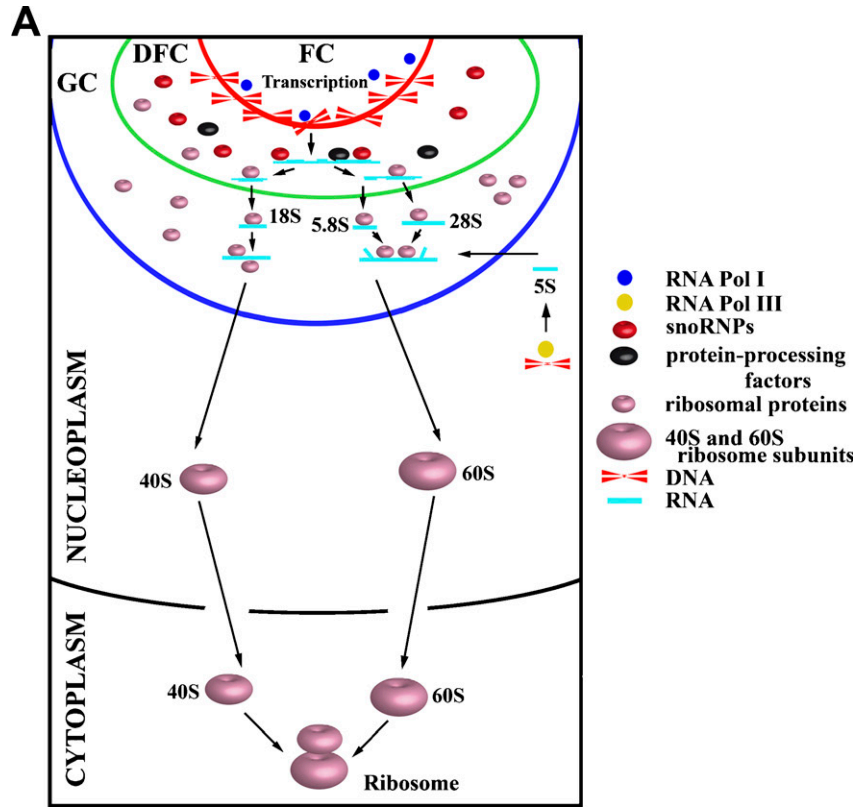 A
DFC
FC
GC
Transcription
18S
5.8S
28S
5S
NUCLEOPLASM
40S
60S
CYTOPLASM
40S
60S
Ribosome
RNA Pol I
RNA Pol III
snoRNPs
protein-processing
factors
ribosomal proteins
40S and 60S
ribosome subunits
DNA
RNA